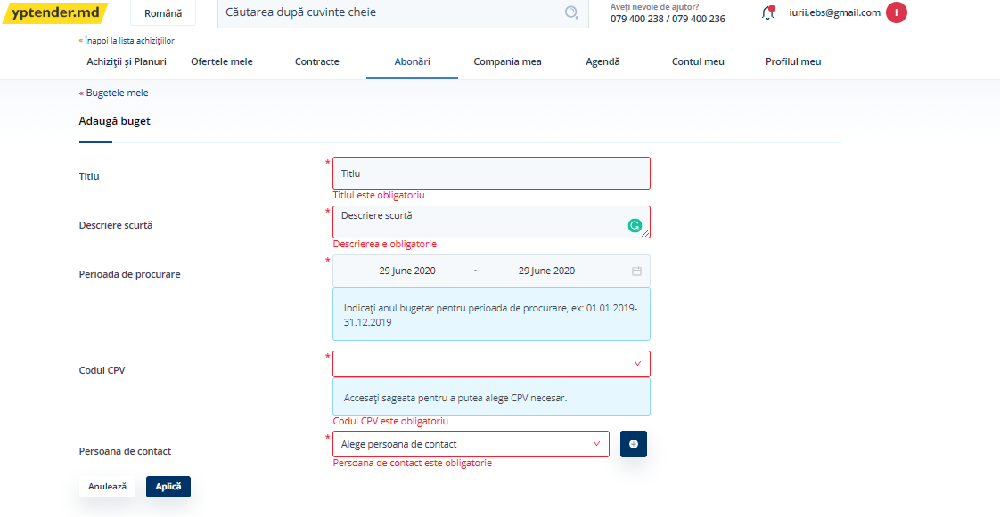 yptender.md
Română
Căutarea după cuvinte cheie
Aveți nevoie de ajutor?
079 400 238 / 079 400 236
iurii.ebs@gmail.com
I
« Înapoi la lista achizițiilor
Achiziții și Planuri
Ofertele mele
Contracte
Abonări
Compania mea
Agendă
Contul meu
Profilul meu
« Bugetele mele
Adaugă buget
Titlu
* Titlu
Titlul este obligatoriu
Descriere scurtă
* Descriere scurtă
Descrierea e obligatorie
Perioada de procurare
* 29 June 2020 ~ 29 June 2020
Indicați anul bugetar pentru perioada de procurare, ex: 01.01.2019-
31.12.2019
Codul CPV
*
Accesați sageata pentru a putea alege CPV necesar.
Codul CPV este obligatoriu
Persoana de contact
* Alege persoana de contact
Persoana de contact este obligatorie
Anulează
Aplică